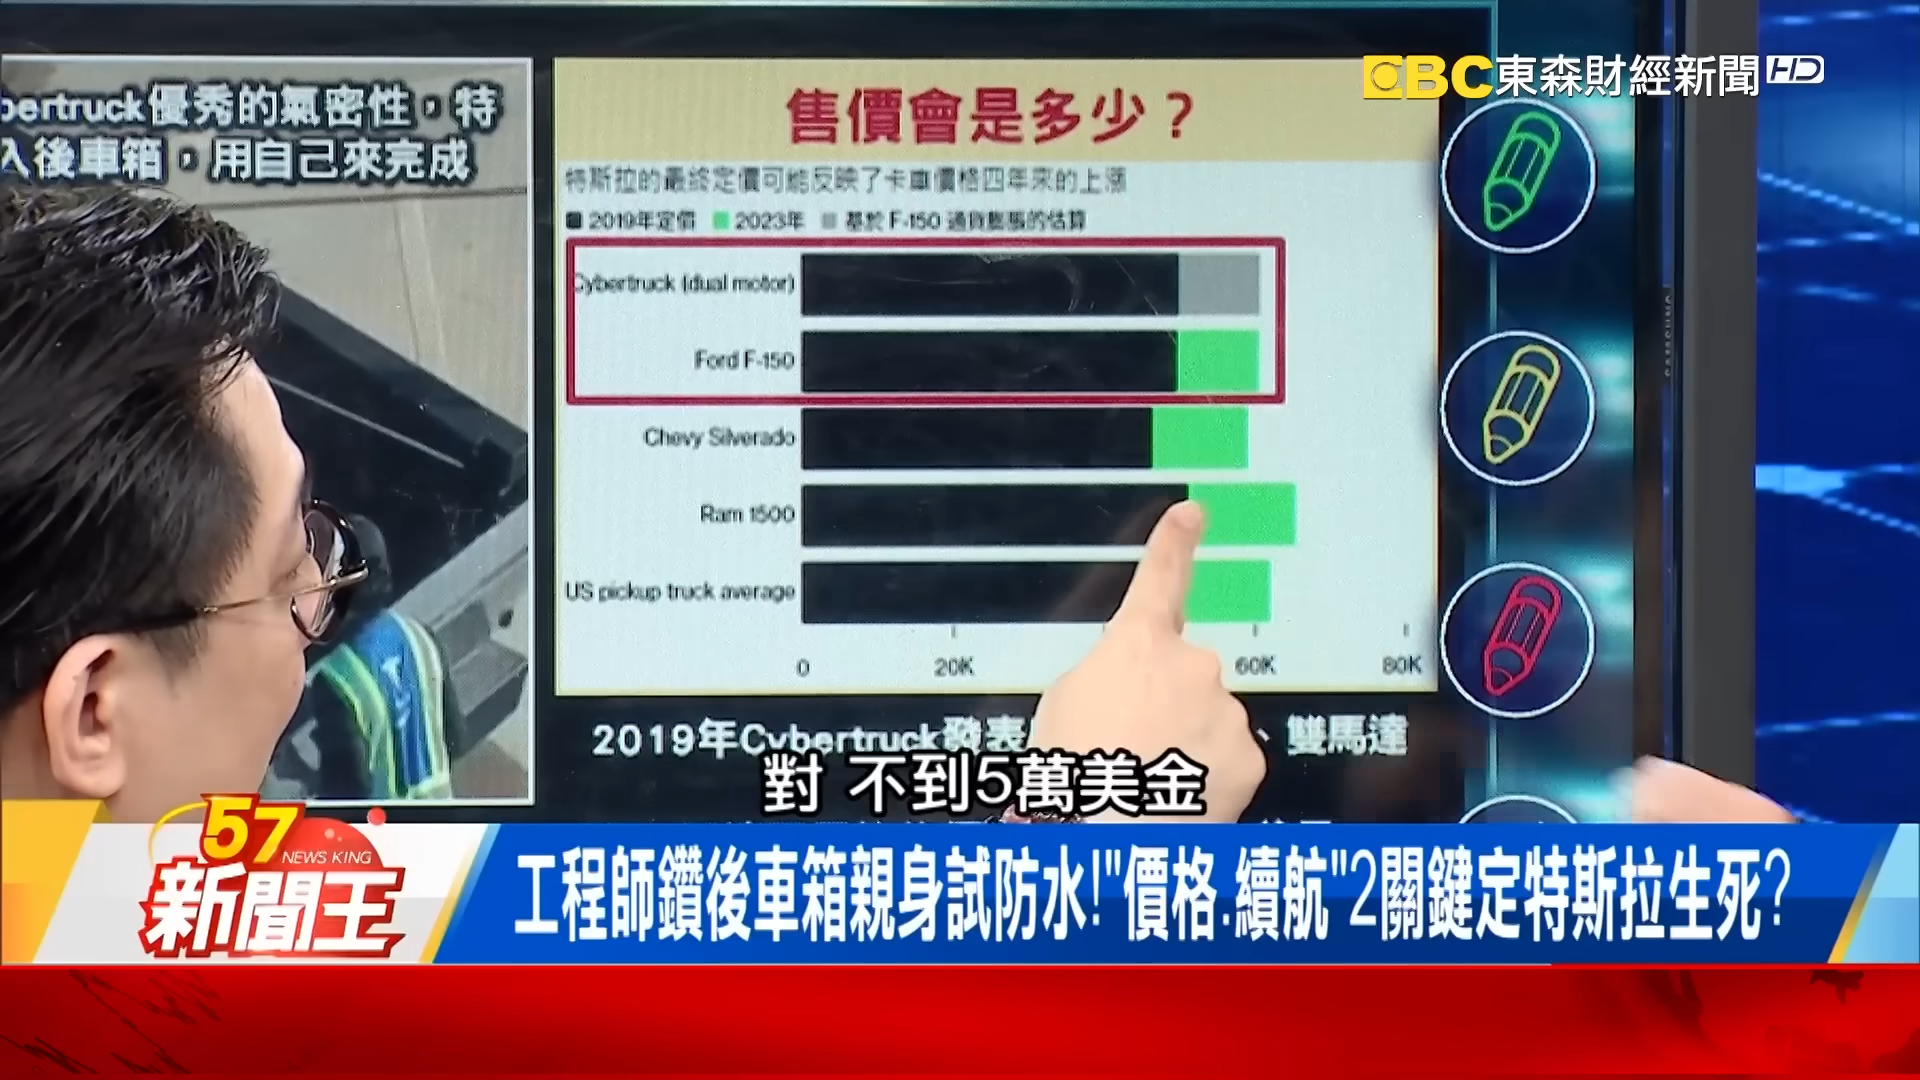 EBC東森財經新聞HD
bertruck優秀的氣密性，特
入後車箱，用自己來完成
售價會是多少？
特斯拉的最終定價可能反映了卡車價格四年來的上漲
2019年定價 2023年 基於 F-150 通貨膨脹的估算
Cybertruck (dual motor)
Ford F-150
Chevy Silverado
Ram 1500
US pickup truck average
0 20K 60K 80K
2019年Cybertruck發表 、雙馬達
對 不到5萬美金
57
NEWS KING
新聞王
工程師鑽後車箱親身試防水!"價格.續航"2關鍵定特斯拉生死?
SAMSUNG